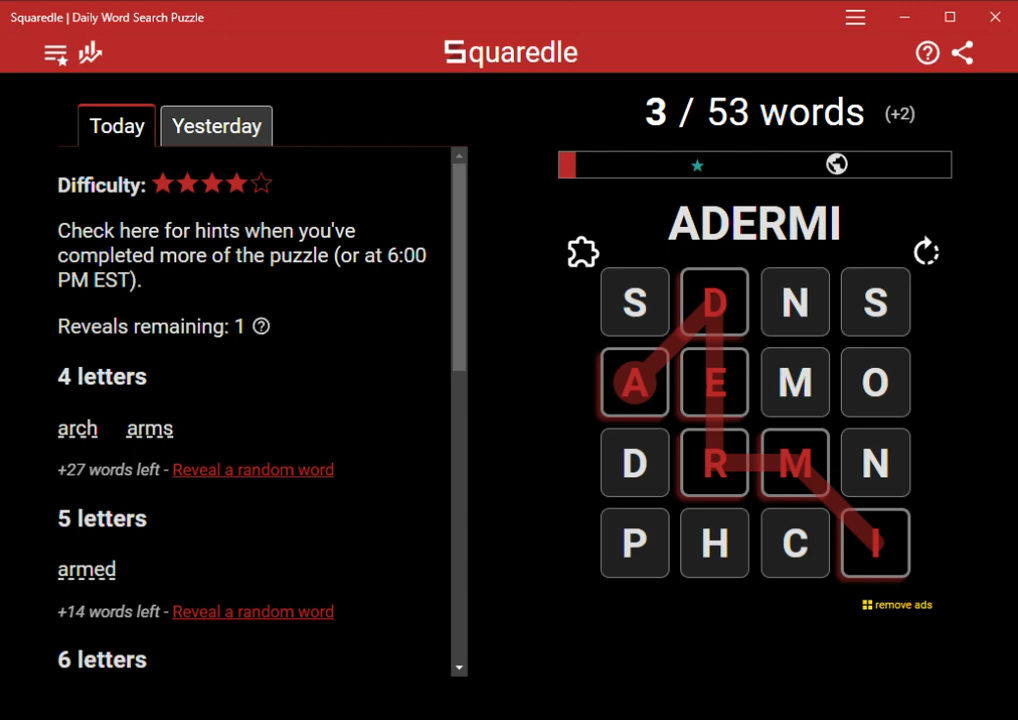 Squaredle | Daily Word Search Puzzle
Squaredle
Today Yesterday
3 / 53 words (+2)
Difficulty:
Check here for hints when you've
completed more of the puzzle (or at 6:00
PM EST).
Reveals remaining: 1
4 letters
arch arms
+27 words left - Reveal a random word
5 letters
armed
+14 words left - Reveal a random word
6 letters
ADERMI
S D N S
A E M O
D R M N
P H C I
remove ads